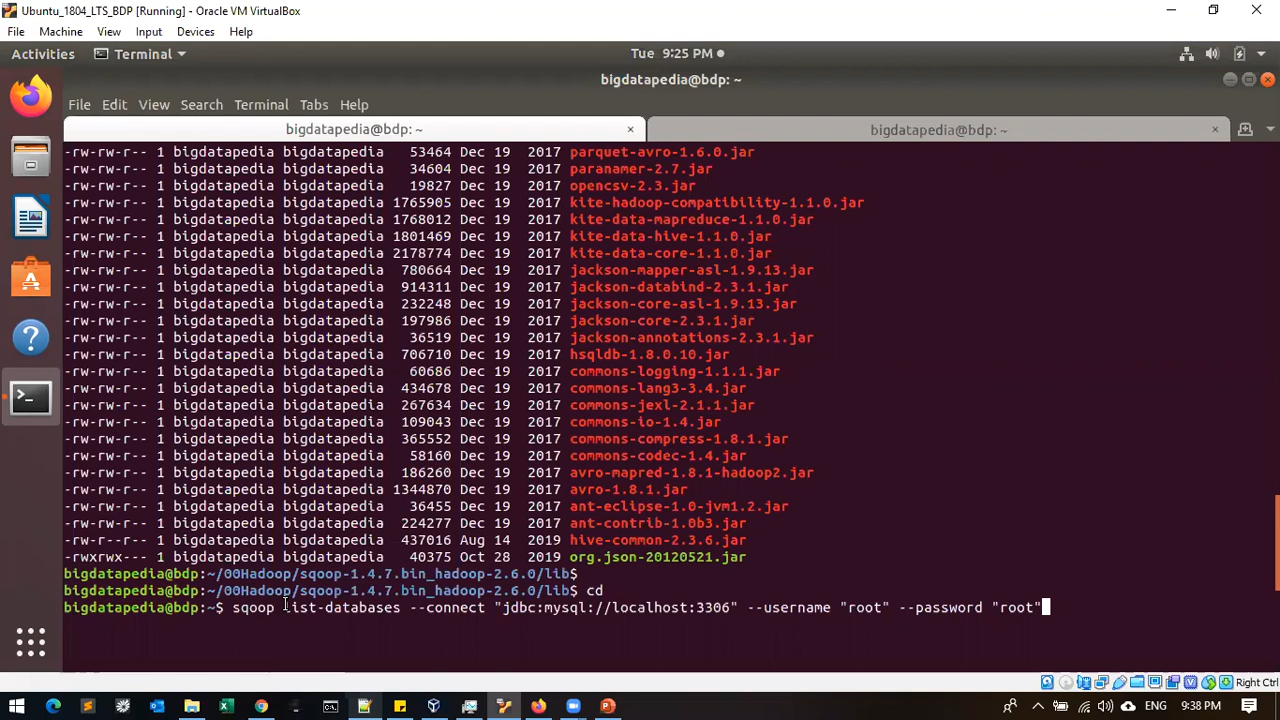 Ubuntu_1804_LTS_BDP [Running] - Oracle VM VirtualBox
File Machine View Input Devices Help
Activities Terminal Tue 9:25 PM
bigdatapedia@bdp: ~
File Edit View Search Terminal Tabs Help
bigdatapedia@bdp: ~ bigdatapedia@bdp: ~
-rw-rw-r-- 1 bigdatapedia bigdatapedia 53464 Dec 19 2017 parquet-avro-1.6.0.jar
-rw-rw-r-- 1 bigdatapedia bigdatapedia 34604 Dec 19 2017 paranamer-2.7.jar
-rw-rw-r-- 1 bigdatapedia bigdatapedia 19827 Dec 19 2017 opencsv-2.3.jar
-rw-rw-r-- 1 bigdatapedia bigdatapedia 1765905 Dec 19 2017 kite-hadoop-compatibility-1.1.0.jar
-rw-rw-r-- 1 bigdatapedia bigdatapedia 1768012 Dec 19 2017 kite-data-mapreduce-1.1.0.jar
-rw-rw-r-- 1 bigdatapedia bigdatapedia 1801469 Dec 19 2017 kite-data-hive-1.1.0.jar
-rw-rw-r-- 1 bigdatapedia bigdatapedia 2178774 Dec 19 2017 kite-data-core-1.1.0.jar
-rw-rw-r-- 1 bigdatapedia bigdatapedia 780664 Dec 19 2017 jackson-mapper-asl-1.9.13.jar
-rw-rw-r-- 1 bigdatapedia bigdatapedia 914311 Dec 19 2017 jackson-databind-2.3.1.jar
-rw-rw-r-- 1 bigdatapedia bigdatapedia 232248 Dec 19 2017 jackson-core-asl-1.9.13.jar
-rw-rw-r-- 1 bigdatapedia bigdatapedia 197986 Dec 19 2017 jackson-core-2.3.1.jar
-rw-rw-r-- 1 bigdatapedia bigdatapedia 36519 Dec 19 2017 jackson-annotations-2.3.1.jar
-rw-rw-r-- 1 bigdatapedia bigdatapedia 706710 Dec 19 2017 hsqldb-1.8.0.10.jar
-rw-rw-r-- 1 bigdatapedia bigdatapedia 60686 Dec 19 2017 commons-logging-1.1.1.jar
-rw-rw-r-- 1 bigdatapedia bigdatapedia 434678 Dec 19 2017 commons-lang3-3.4.jar
-rw-rw-r-- 1 bigdatapedia bigdatapedia 267634 Dec 19 2017 commons-jexl-2.1.1.jar
-rw-rw-r-- 1 bigdatapedia bigdatapedia 109043 Dec 19 2017 commons-io-1.4.jar
-rw-rw-r-- 1 bigdatapedia bigdatapedia 365552 Dec 19 2017 commons-compress-1.8.1.jar
-rw-rw-r-- 1 bigdatapedia bigdatapedia 58160 Dec 19 2017 commons-codec-1.4.jar
-rw-rw-r-- 1 bigdatapedia bigdatapedia 186260 Dec 19 2017 avro-mapred-1.8.1-hadoop2.jar
-rw-rw-r-- 1 bigdatapedia bigdatapedia 1344870 Dec 19 2017 avro-1.8.1.jar
-rw-rw-r-- 1 bigdatapedia bigdatapedia 36455 Dec 19 2017 ant-eclipse-1.0-jvm1.2.jar
-rw-rw-r-- 1 bigdatapedia bigdatapedia 224277 Dec 19 2017 ant-contrib-1.0b3.jar
-rw-r--r-- 1 bigdatapedia bigdatapedia 437016 Aug 14 2019 hive-common-2.3.6.jar
-rwxrwx--- 1 bigdatapedia bigdatapedia 40375 Oct 28 2019 org.json-20120521.jar
bigdatapedia@bdp:~/00Hadoop/sqoop-1.4.7.bin_hadoop-2.6.0/lib$
bigdatapedia@bdp:~/00Hadoop/sqoop-1.4.7.bin_hadoop-2.6.0/lib$ cd
bigdatapedia@bdp:~$ sqoop list-databases --connect "jdbc:mysql://localhost:3306" --username "root" --password "root"
Right Ctrl
9:38 PM